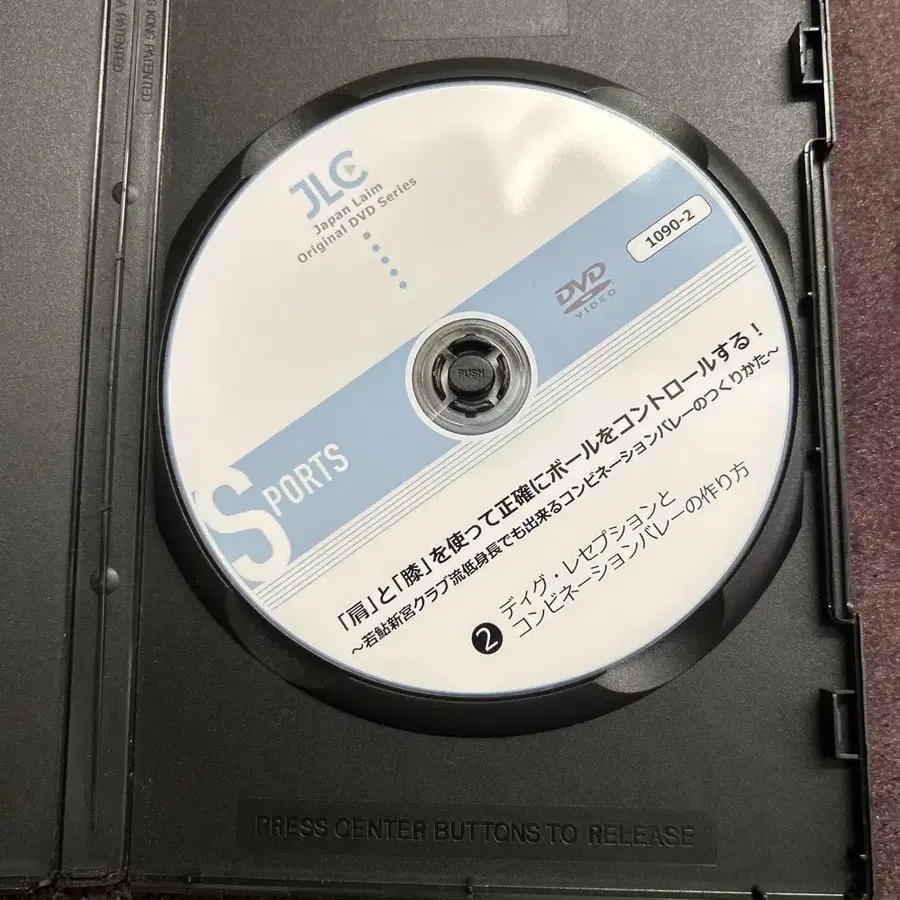 KONG PATENTED
A PATENTED
JLC
Japan Laim
Original DVD Series
1090-2
DVD
VIDEO
PUSH
SPORTS
「肩」と「膝」を使って正確にボールをコントロールする！
～若鮎新宮クラブ流低身長でも出来るコンビネーションバレーのつくりかた～
❷ ディグ・レセプションと
コンビネーションバレーの作り方
PRESS CENTER BUTTONS TO RELEASE